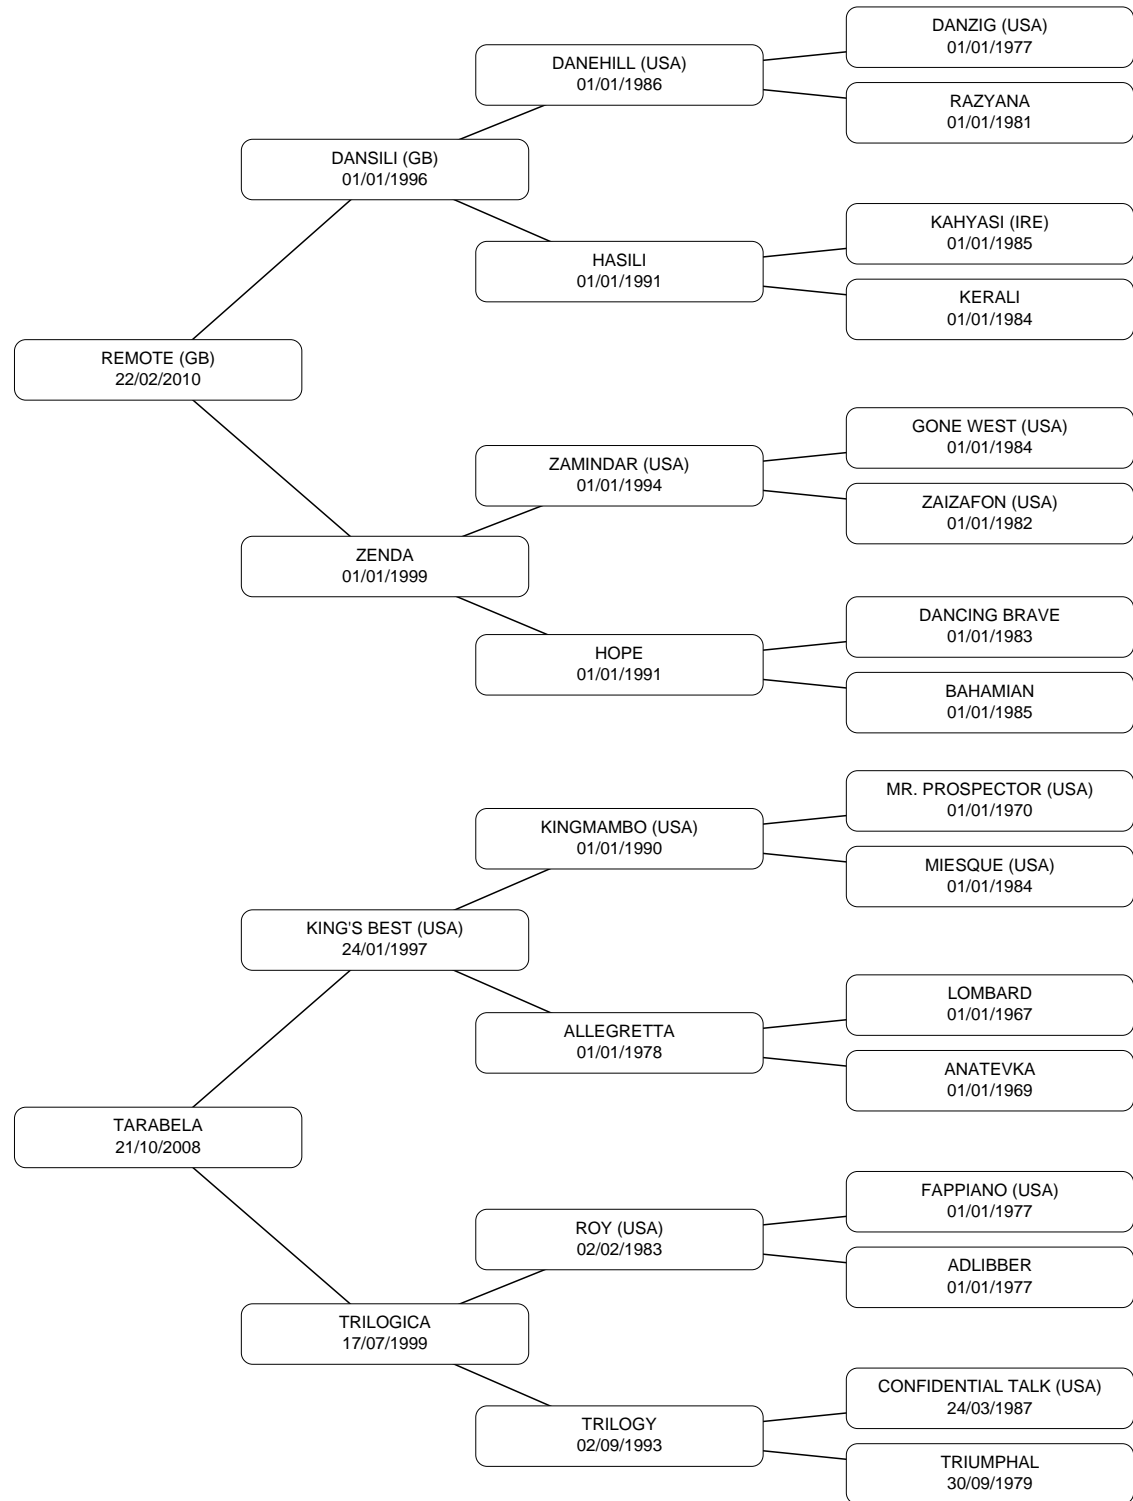 DANZIG (USA)
01/01/1977
DANEHILL (USA)
01/01/1986
RAZYANA
01/01/1981
DANSILI (GB)
01/01/1996
KAHYASI (IRE)
01/01/1985
HASILI
01/01/1991
KERALI
01/01/1984
REMOTE (GB)
22/02/2010
GONE WEST (USA)
01/01/1984
ZAMINDAR (USA)
01/01/1994
ZAIZAFON (USA)
01/01/1982
ZENDA
01/01/1999
DANCING BRAVE
01/01/1983
HOPE
01/01/1991
BAHAMIAN
01/01/1985
MR. PROSPECTOR (USA)
01/01/1970
KINGMAMBO (USA)
01/01/1990
MIESQUE (USA)
01/01/1984
KING'S BEST (USA)
24/01/1997
LOMBARD
01/01/1967
ALLEGRETTA
01/01/1978
ANATEVKA
01/01/1969
TARABELA
21/10/2008
FAPPIANO (USA)
01/01/1977
ROY (USA)
02/02/1983
ADLIBBER
01/01/1977
TRILOGICA
17/07/1999
CONFIDENTIAL TALK (USA)
24/03/1987
TRILOGY
02/09/1993
TRIUMPHAL
30/09/1979